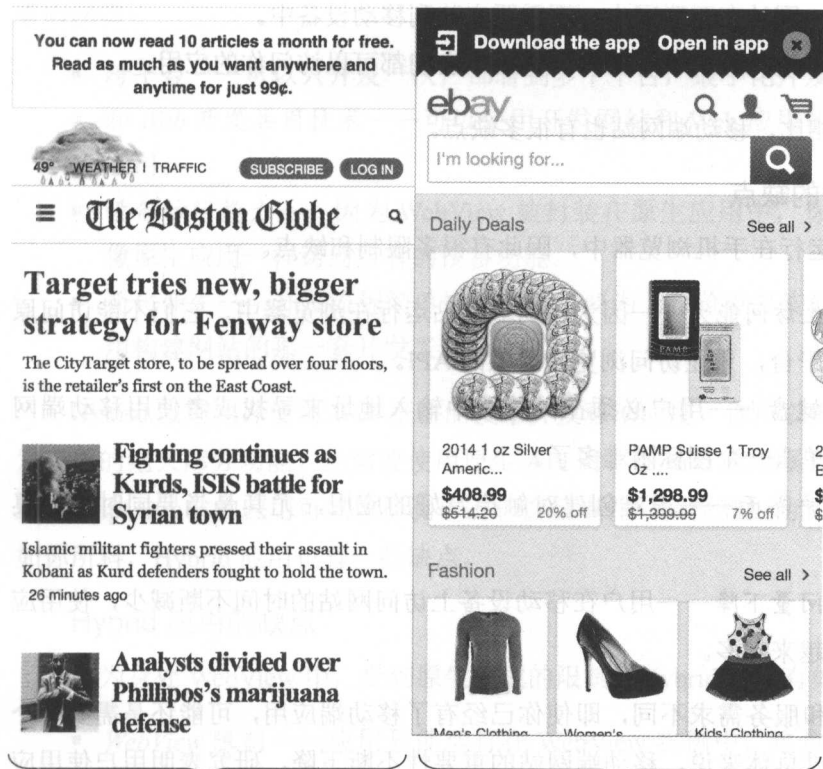 You can now read 10 articles a month for free.
Read as much as you want anywhere and
anytime for just 99¢.
49° WEATHER | TRAFFIC SUBSCRIBE LOG IN
The Boston Globe
Target tries new, bigger
strategy for Fenway store
The CityTarget store, to be spread over four floors,
is the retailer's first on the East Coast.
Fighting continues as
Kurds, ISIS battle for
Syrian town
Islamic militant fighters pressed their assault in
Kobani as Kurd defenders fought to hold the town.
26 minutes ago
Analysts divided over
Phillipos's marijuana
defense
Download the app Open in app
ebay
I'm looking for...
Daily Deals See all >
PAMP
2014 1 oz Silver
Americ...
$408.99
$514.20 20% off
PAMP Suisse 1 Troy
Oz ....
$1,298.99
$1,399.99 7% off
2
$
Fashion See all >
Men's Clothing
Women's
Kids' Clothing